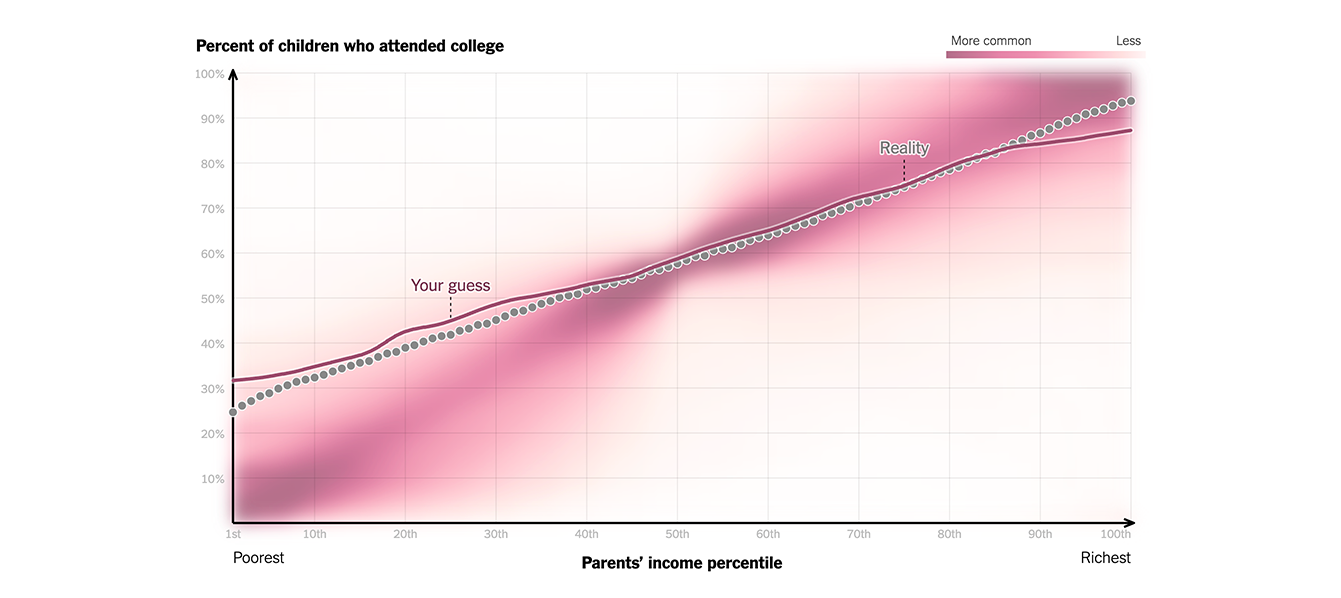 Percent of children who attended college
More common
Less
100%
90%
80%
70%
60%
50%
40%
30%
20%
10%
Reality
Your guess
1st
10th
20th
30th
40th
50th
60th
70th
80th
90th
100th
Poorest
Parents’ income percentile
Richest